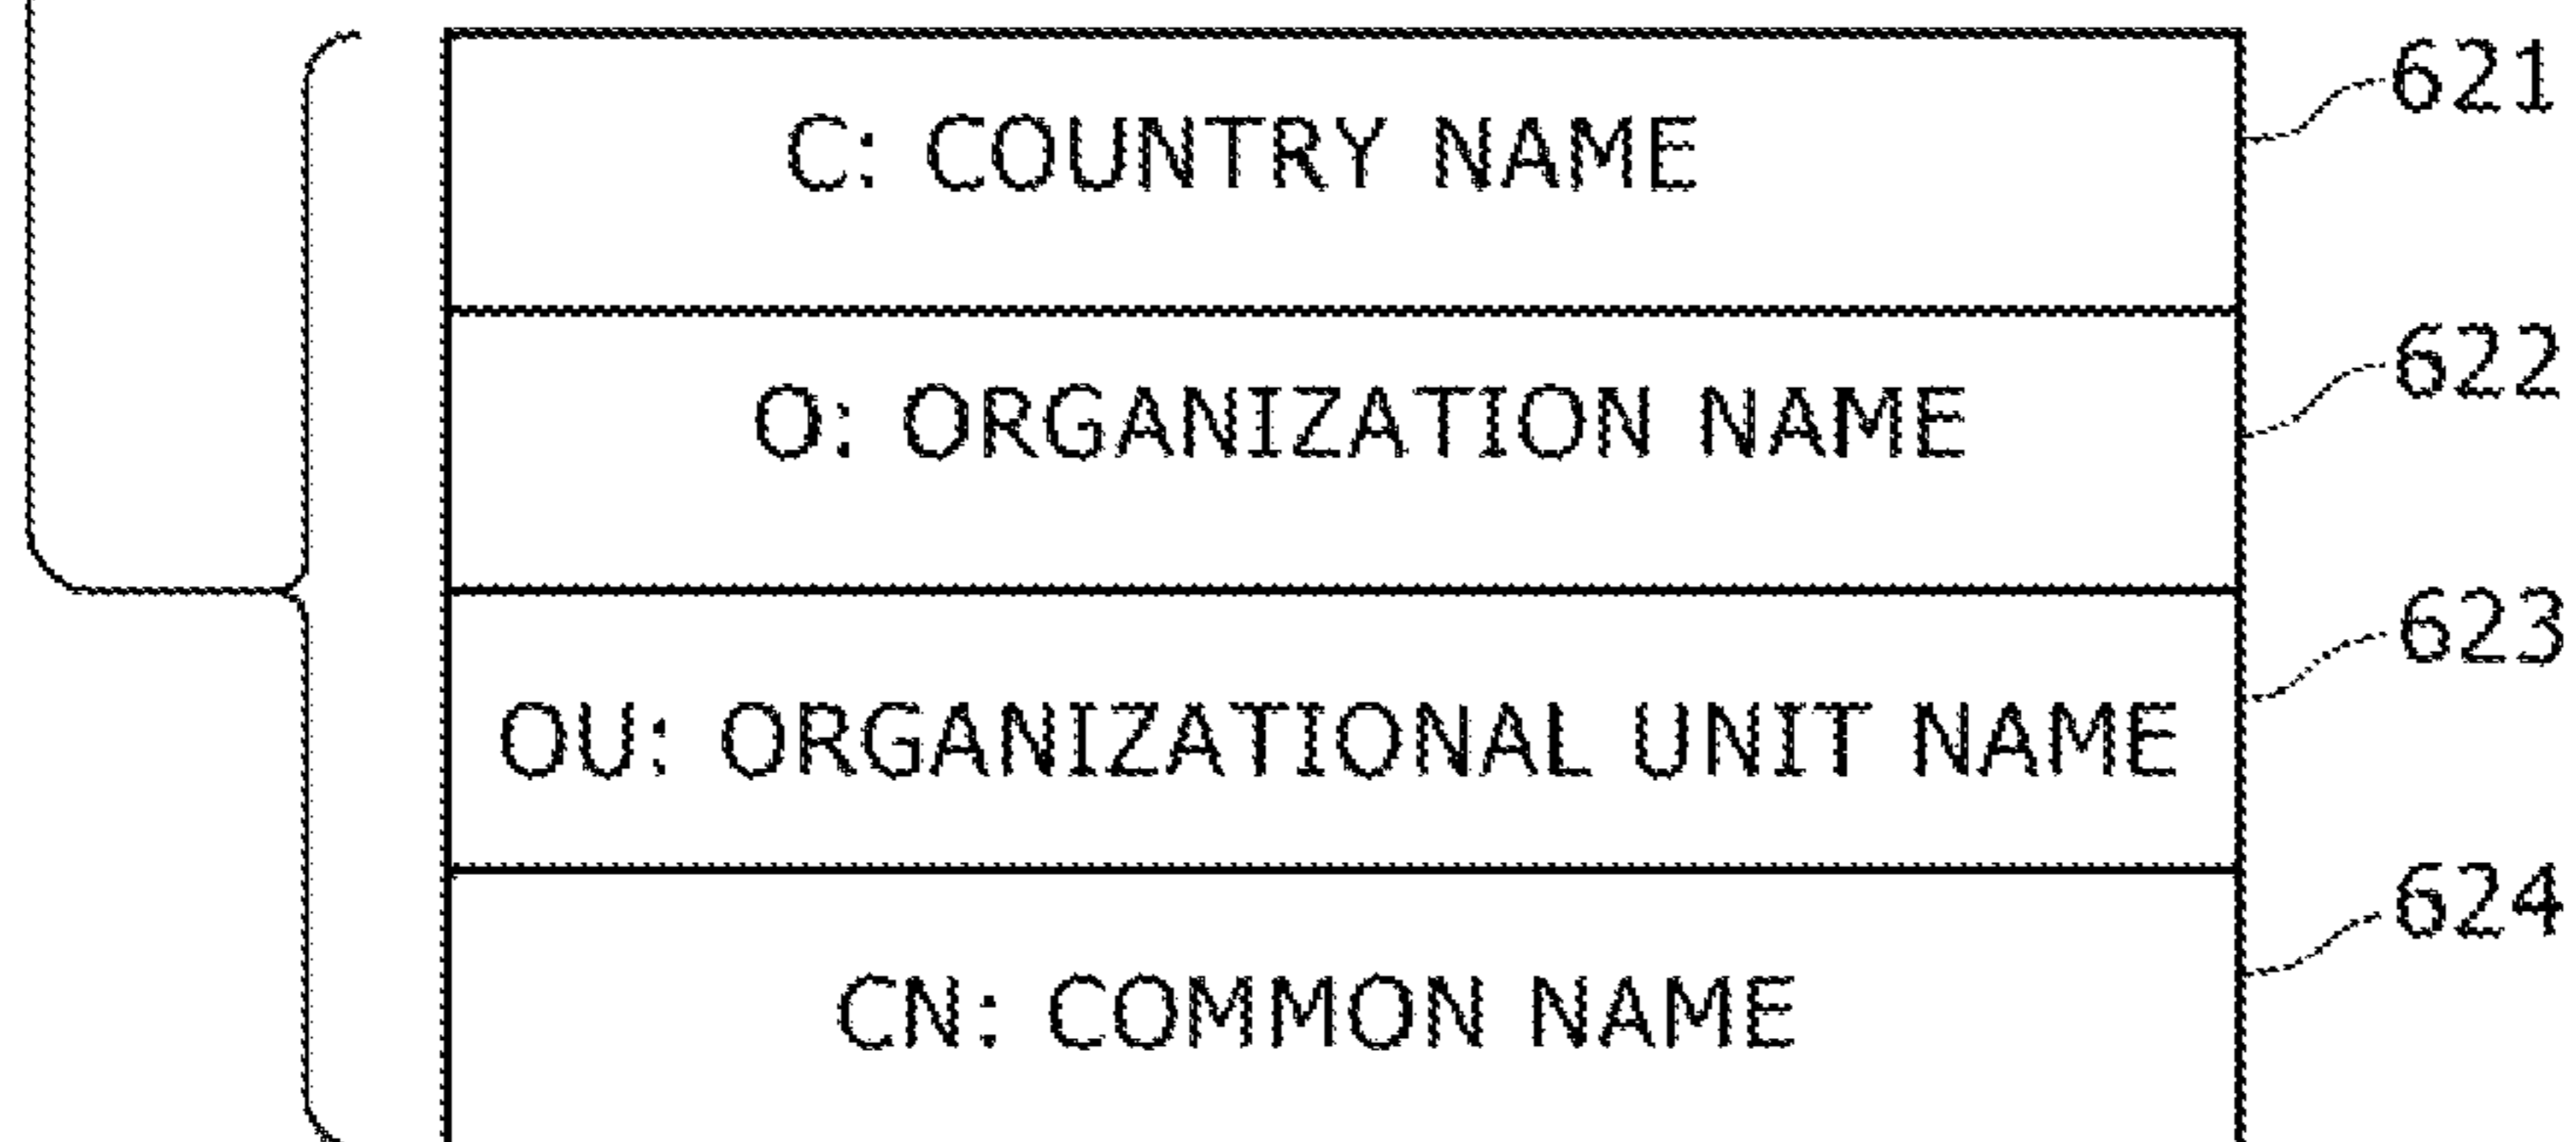 621
C: COUNTRY NAME
622
O: ORGANIZATION NAME
623
OU: ORGANIZATIONAL UNIT NAME
624
CN: COMMON NAME